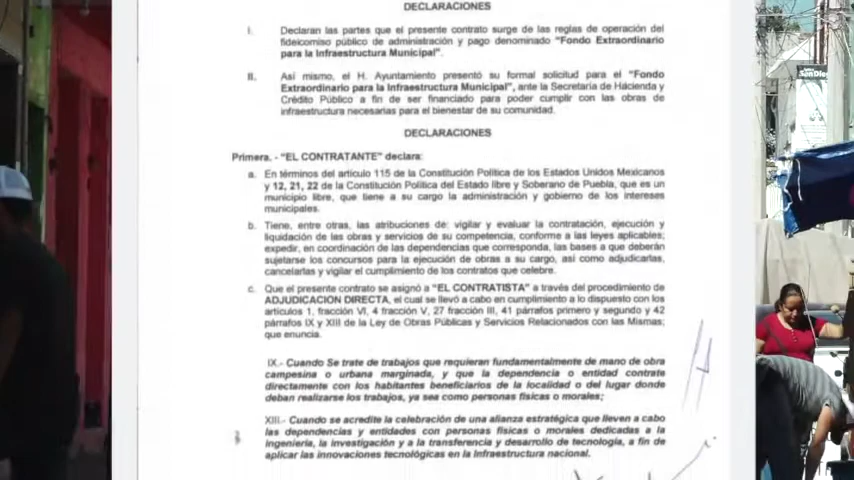 DECLARACIONES
I. Declaran las partes que el presente contrato surge de las reglas de operación del
fideicomiso público de administración y pago denominado "Fondo Extraordinario
para la Infraestructura Municipal".
II. Así mismo, el H. Ayuntamiento presentó su formal solicitud para el "Fondo
Extraordinario para la Infraestructura Municipal", ante la Secretaria de Hacienda y
Crédito Público a fin de ser financiado para poder cumplir con las obras de
infraestructura necesarias para el bienestar de su comunidad.
DECLARACIONES
Primera. - "EL CONTRATANTE" declara:
a. En términos del artículo 115 de la Constitución Política de los Estados Unidos Mexicanos
y 12, 21, 22 de la Constitución Política del Estado libre y Soberano de Puebla, que es un
municipio libre, que tiene a su cargo la administración y gobierno de los intereses
municipales.
b. Tiene, entre otras, las atribuciones de; vigilar y evaluar la contratación, ejecución y
liquidación de las obras y servicios de su competencia, conforme a las leyes aplicables;
expedir, en coordinación de las dependencias que corresponda, las bases a que deberán
sujetarse los concursos para la ejecución de obras a su cargo, así como adjudicarlas,
cancelarlas y vigilar el cumplimiento de los contratos que celebre.
c. Que el presente contrato se asignó a "EL CONTRATISTA" a través del procedimiento de
ADJUDICACIÓN DIRECTA, el cual se llevó a cabo en cumplimiento a lo dispuesto con los
artículos 1, fracción VI, 4 fracción V, 27 fracción III, 41 párrafos primero y segundo y 42
párrafos IX y XIII de la Ley de Obras Públicas y Servicios Relacionados con las Mismas;
que enuncia.
IX.- Cuando Se trate de trabajos que requieran fundamentalmente de mano de obra
campesina o urbana marginada, y que la dependencia o entidad contrate
directamente con los habitantes beneficiarios de la localidad o del lugar donde
deban realizarse los trabajos, ya sea como personas físicas o morales;
XIII.- Cuando se acredite la celebración de una alianza estratégica que lleven a cabo
las dependencias y entidades con personas físicas o morales dedicadas a la
ingeniería, la investigación y a la transferencia y desarrollo de tecnología, a fin de
aplicar las innovaciones tecnológicas en la Infraestructura nacional.
San Diego